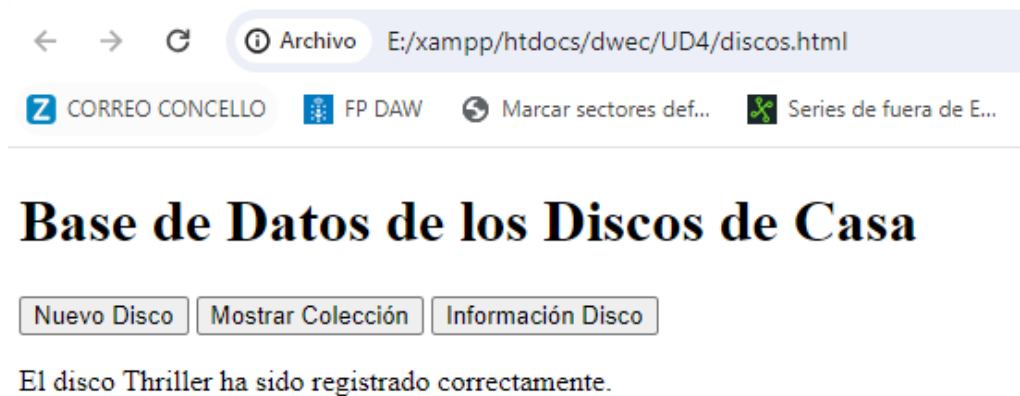 Archivo E:/xampp/htdocs/dwec/UD4/discos.html
Z CORREO CONCELLO FP DAW Marcar sectores def... Series de fuera de E...
Base de Datos de los Discos de Casa
Nuevo Disco Mostrar Colección Información Disco
El disco Thriller ha sido registrado correctamente.